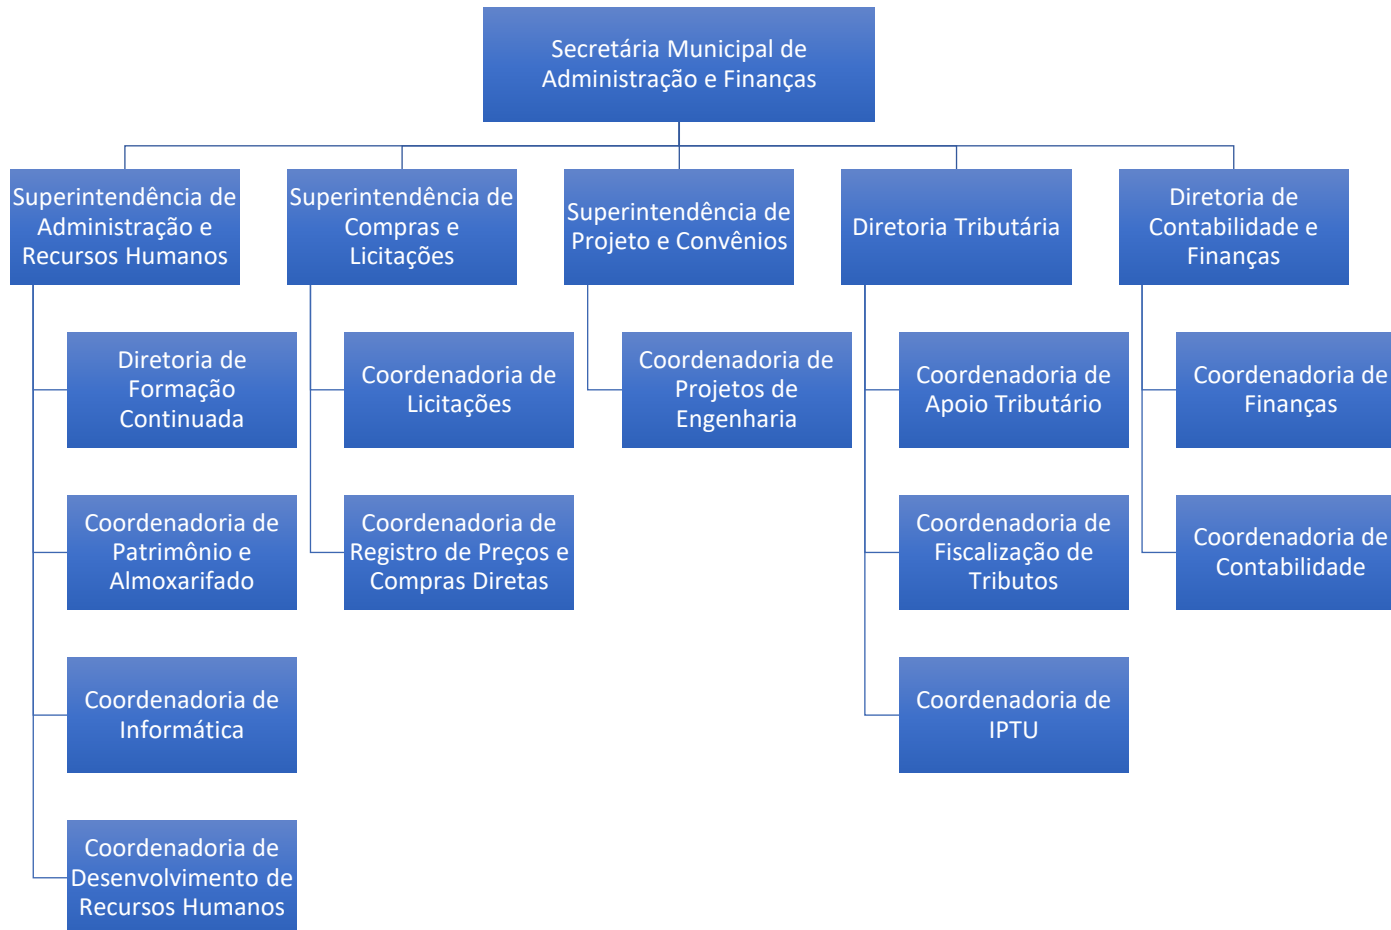 Secretária Municipal de
Administração e Finanças
Superintendência de
Administração e
Recursos Humanos
Superintendência de
Compras e
Licitações
Superintendência de
Projeto e Convênios
Diretoria Tributária
Diretoria de
Contabilidade e
Finanças
Diretoria de
Formação
Continuada
Coordenadoria de
Licitações
Coordenadoria de
Projetos de
Engenharia
Coordenadoria de
Apoio Tributário
Coordenadoria de
Finanças
Coordenadoria de
Patrimônio e
Almoxarifado
Coordenadoria de
Registro de Preços e
Compras Diretas
Coordenadoria de
Fiscalização de
Tributos
Coordenadoria de
Contabilidade
Coordenadoria de
Informática
Coordenadoria de
IPTU
Coordenadoria de
Desenvolvimento de
Recursos Humanos